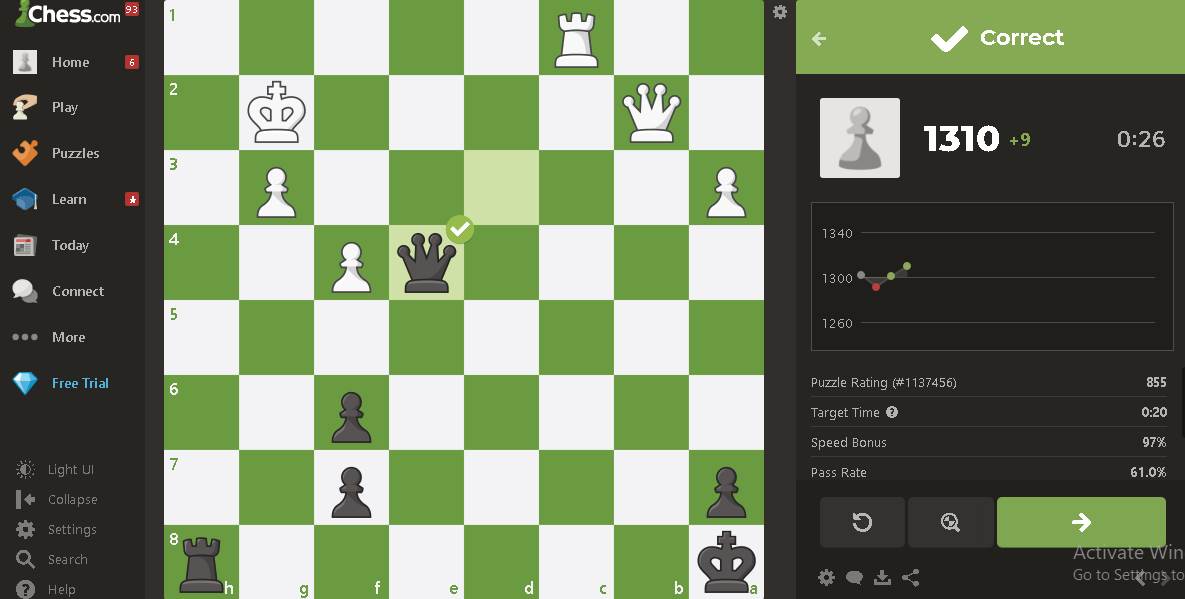 Chess.com 93
Home 6
Play
Puzzles
Learn
Today
Connect
More
Free Trial
Light UI
Collapse
Settings
Search
Help
1
2
3
4
5
6
7
8
h g f e d c b a
Correct
1310 +9 0:26
1340
1300
1260
Puzzle Rating (#1137456) 855
Target Time ? 0:20
Speed Bonus 97%
Pass Rate 61.0%
Activate Win
Go to Settings to